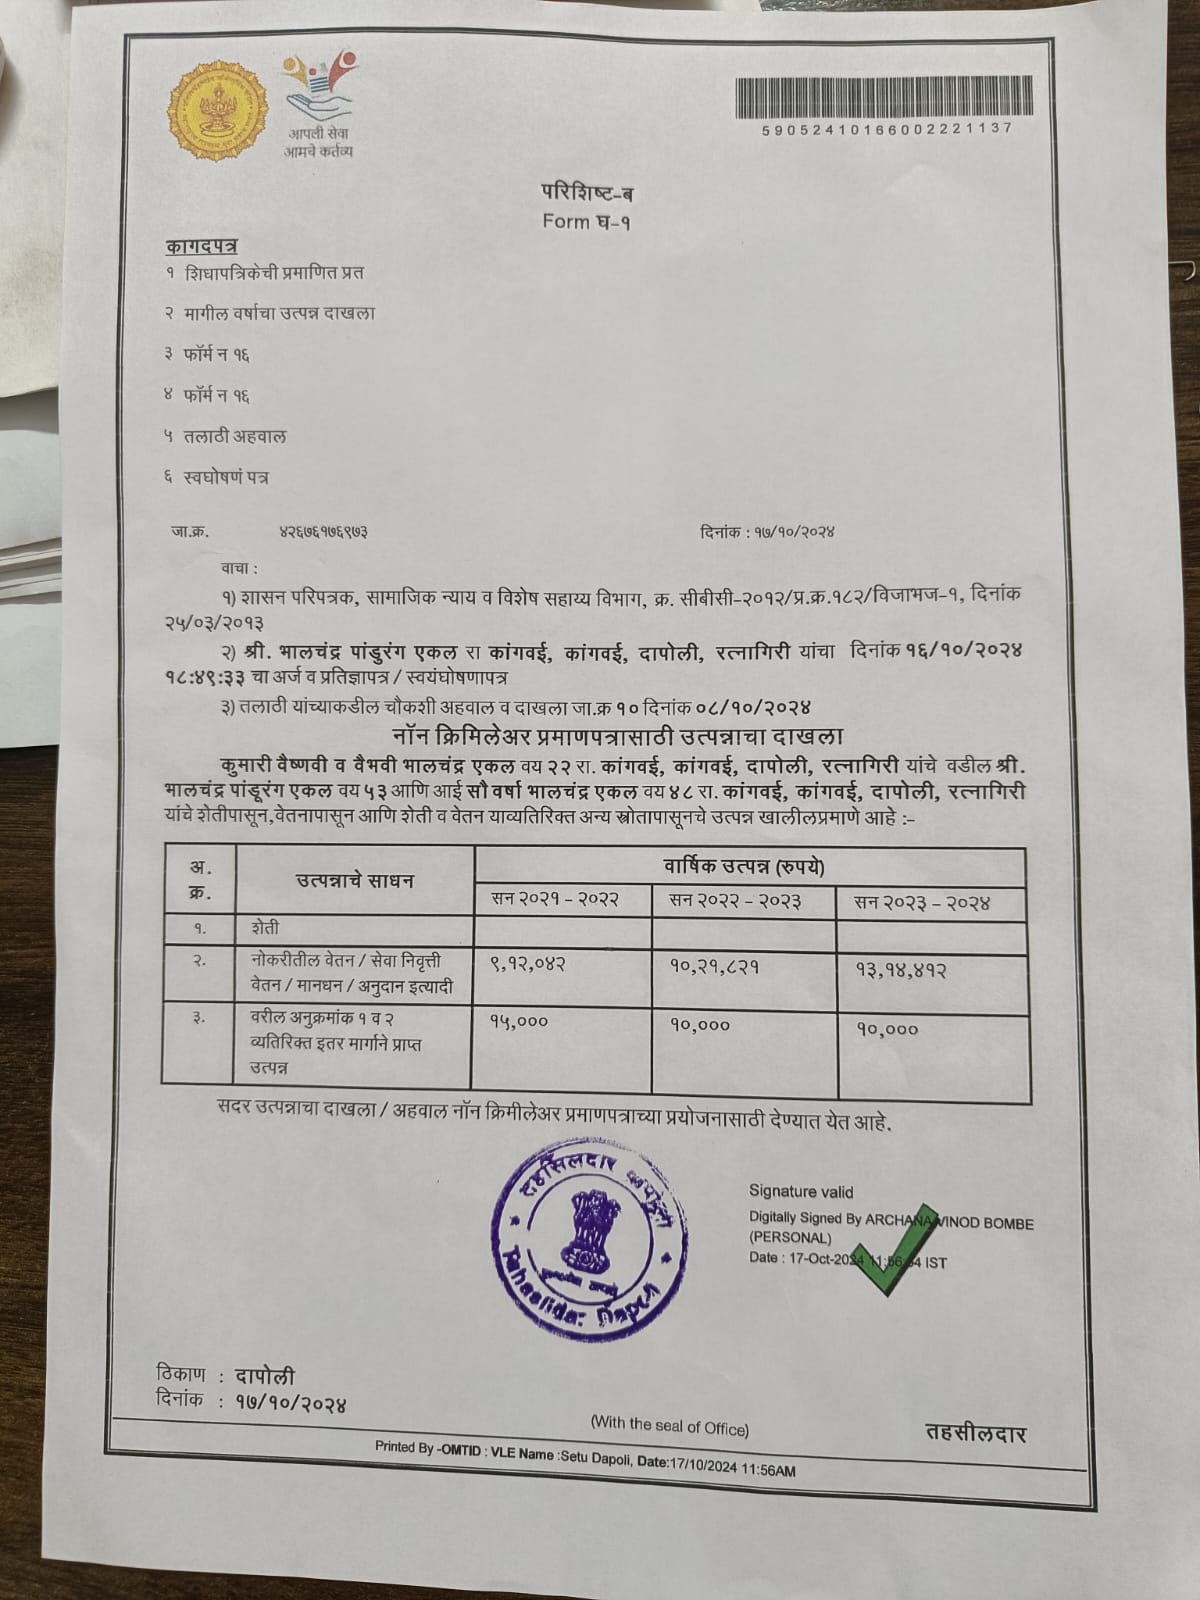 आपली सेवा
आमचे कर्तव्य
59052410166002221137
परिशिष्ट-ब
Form घ-१
कागदपत्र
१ शिधापत्रिकेची प्रमाणित प्रत
२ मागील वर्षाचा उत्पन्न दाखला
३ फॉर्म न १६
४ फॉर्म न १६
५ तलाठी अहवाल
६ स्वघोषणं पत्र
जा.क्र. ४२६७६१७६९७३ दिनांक : १७/१०/२०२४
वाचा :
१) शासन परिपत्रक, सामाजिक न्याय व विशेष सहाय्य विभाग, क्र. सीबीसी-२०१२/प्र.क्र.१८२/विजाभज-१, दिनांक
२५/०३/२०१३
२) श्री. भालचंद्र पांडुरंग एकल रा कांगवई, कांगवई, दापोली, रत्नागिरी यांचा दिनांक १६/१०/२०२४
१८:४९:३३ चा अर्ज व प्रतिज्ञापत्र / स्वयंघोषणापत्र
३) तलाठी यांच्याकडील चौकशी अहवाल व दाखला जा.क्र १० दिनांक ०८/१०/२०२४
नॉन क्रिमिलेअर प्रमाणपत्रासाठी उत्पन्नाचा दाखला
कुमारी वैष्णवी व वैभवी भालचंद्र एकल वय २२ रा. कांगवई, कांगवई, दापोली, रत्नागिरी यांचे वडील श्री.
भालचंद्र पांडूरंग एकल वय ५३ आणि आई सौ वर्षा भालचंद्र एकल वय ४८ रा. कांगवई, कांगवई, दापोली, रत्नागिरी
यांचे शेतीपासून,वेतनापासून आणि शेती व वेतन याव्यतिरिक्त अन्य स्त्रोतापासूनचे उत्पन्न खालीलप्रमाणे आहे :-
अ. क्र. उत्पन्नाचे साधन वार्षिक उत्पन्न (रुपये)
सन २०२१ - २०२२ सन २०२२ - २०२३ सन २०२३ - २०२४
१. शेती
२. नोकरीतील वेतन / सेवा निवृत्ती ९,१२,०४२ १०,२१,८२१ १३,१४,४१२
वेतन / मानधन / अनुदान इत्यादी
३. वरील अनुक्रमांक १ व २ १५,००० १०,००० १०,०००
व्यतिरिक्त इतर मार्गाने प्राप्त
उत्पन्न
सदर उत्पन्नाचा दाखला / अहवाल नॉन क्रिमीलेअर प्रमाणपत्राच्या प्रयोजनासाठी देण्यात येत आहे.
तहसिलदार
Signature valid
Digitally Signed By ARCHANA VINOD BOMBE
(PERSONAL)
Date : 17-Oct-2024 11:56:54 IST
ठिकाण : दापोली
दिनांक : १७/१०/२०२४
(With the seal of Office)
तहसीलदार
Printed By -OMTID : VLE Name :Setu Dapoli, Date:17/10/2024 11:56AM